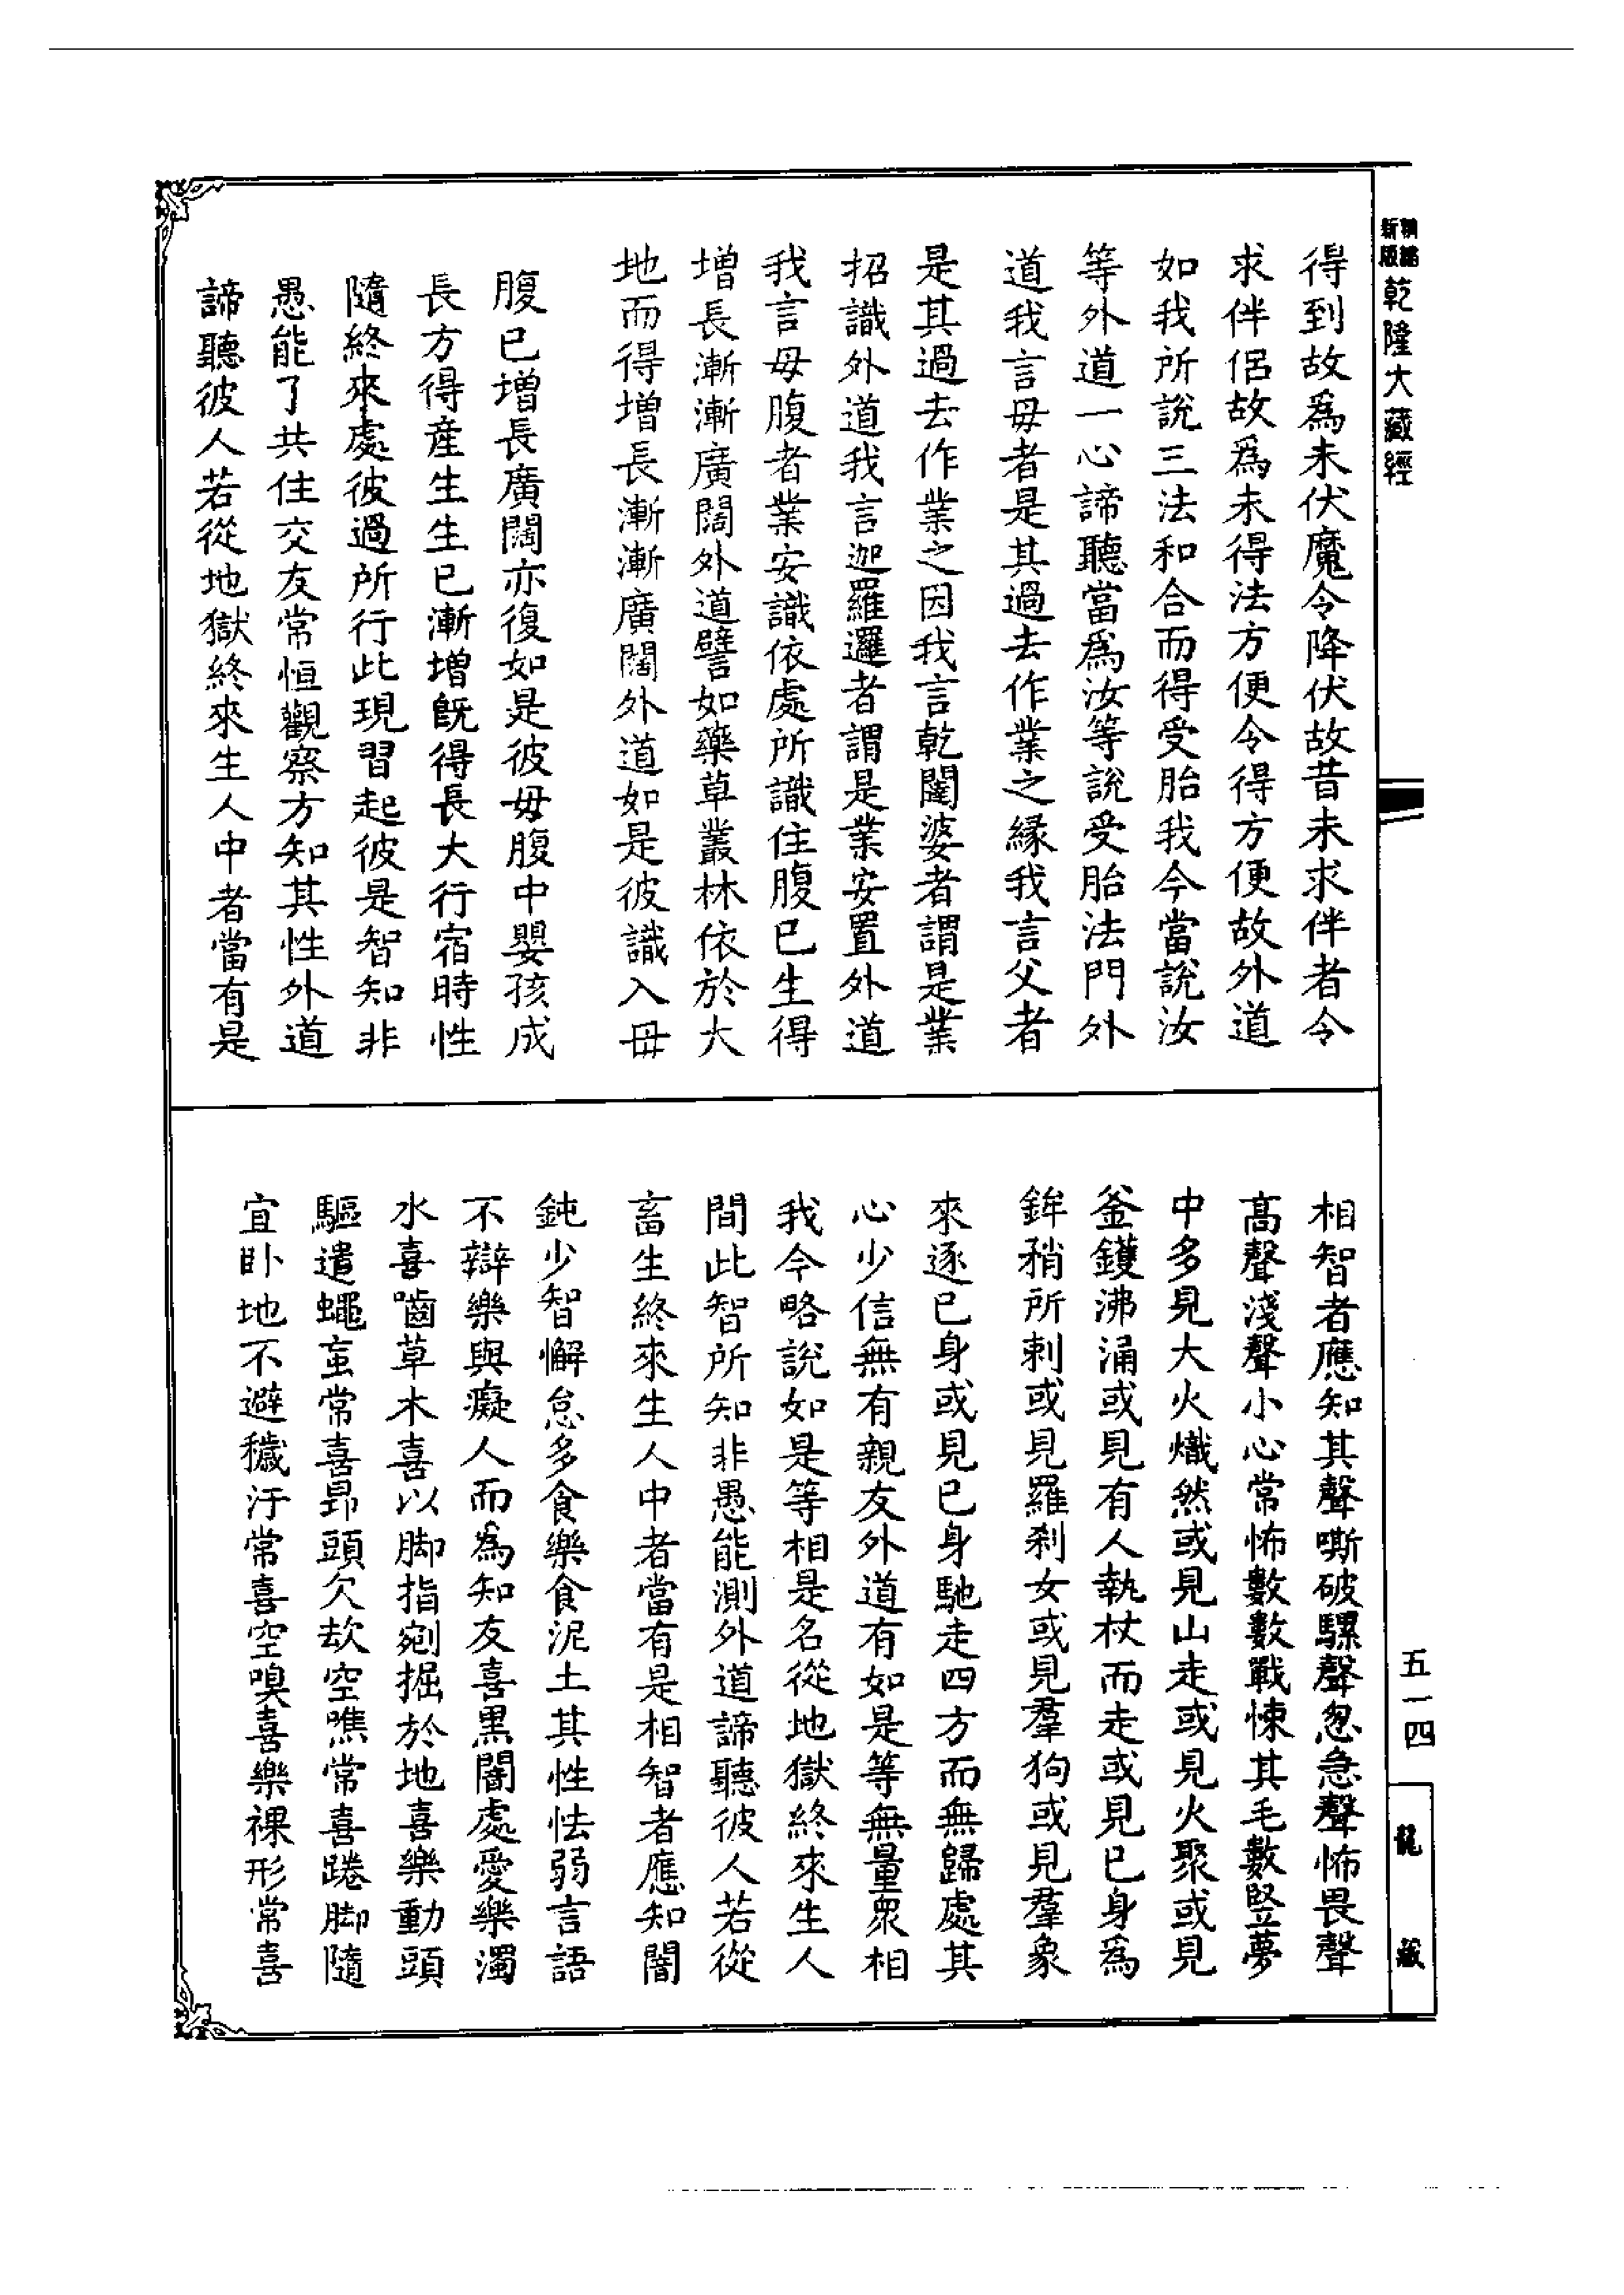 新編縮版乾隆大藏經
得到故為未伏魔令降伏故昔未求伴者令
求伴侶故為未得法方便令得方便故外道
如我所說三法和合而得受胎我今當說汝
等外道一心諦聽當為汝等說受胎法門外
道我言母者是其過去作業之緣我言父者
是其過去作業之因我言乾闥婆者謂是業
招識外道我言迦羅邏者謂是業安置外道
我言母腹者業安識依處所識住腹已生得
增長漸漸廣闊外道譬如藥草叢林依於大
地而得增長漸漸廣闊外道如是彼識入母
腹已增長廣闊亦復如是彼母腹中嬰孩成
長方得產生生已漸增既得長大行宿時性
隨終來處彼過所行此現習起彼是智知非
愚能了共住交友常恒觀察方知其性外道
諦聽彼人若從地獄終來生人中者當有是
相智者應知其聲嘶破騾聲怱急聲怖畏聲
高聲淺聲小心常怖數數戰悚其毛數豎夢
中多見大火熾然或見山走或見火聚或見
釜鑊沸涌或見有人執杖而走或見已身為
鉾矟所刺或見羅剎女或見羣狗或見羣象
來逐已身或見已身馳走四方而無歸處其
心少信無有親友外道有如是等無量眾相
我今略說如是等相是名從地獄終來生人
間此智所知非愚能測外道諦聽彼人若從
畜生終來生人中者當有是相智者應知闇
鈍少智懈怠多食樂食泥土其性怯弱言語
不辯樂與癡人而為知友喜黑闇處愛樂濁
水喜嚙草木喜以脚指剜掘於地喜樂動頭
驅遣蠅䖟常喜昂頭欠㰦空噍常喜踡脚隨
宜卧地不避穢汙常喜空嗅喜樂裸形常喜
五一四
龍藏